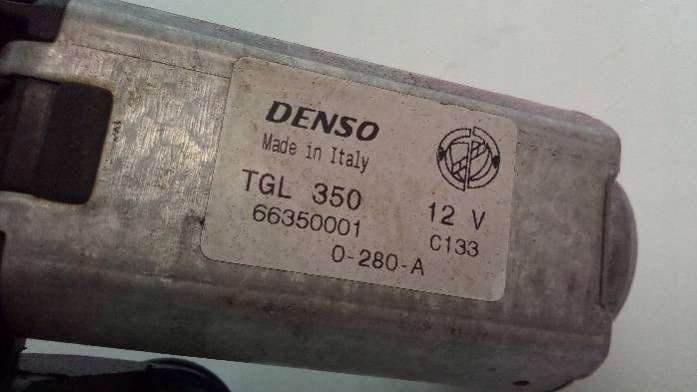 DENSO
Made in Italy
TGL 350
12 V
66350001
C133
0-280-A